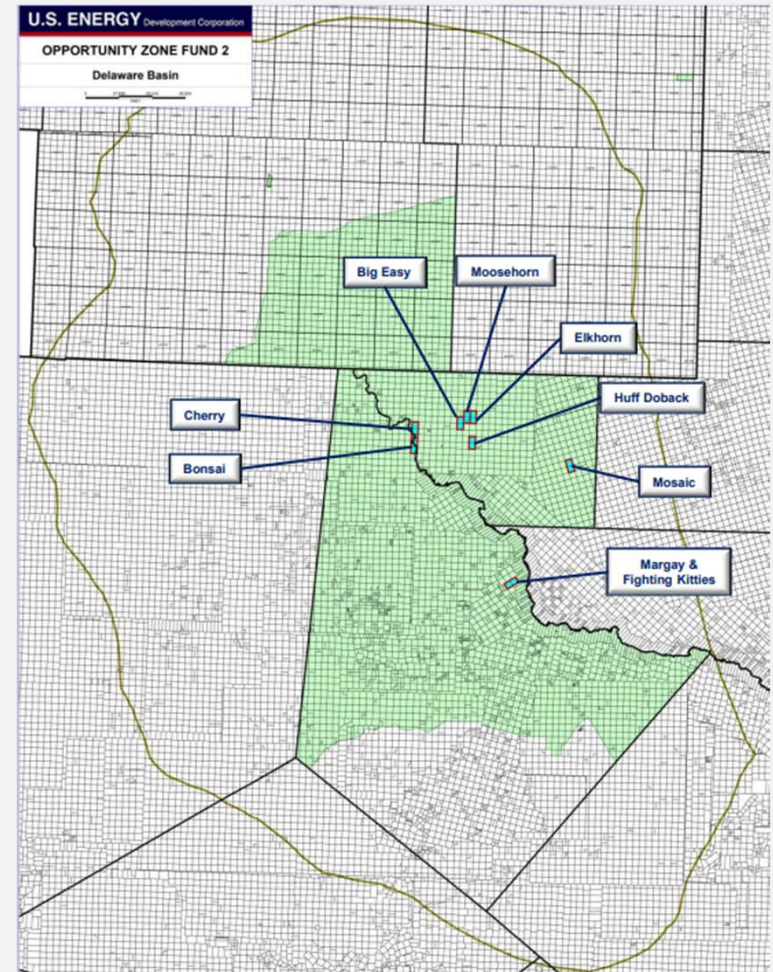 U.S. ENERGY Development Corporation
OPPORTUNITY ZONE FUND 2
Delaware Basin
Big Easy
Moosehorn
Elkhorn
Huff Doback
Cherry
Bonsai
Mosaic
Margay &
Fighting Kitties